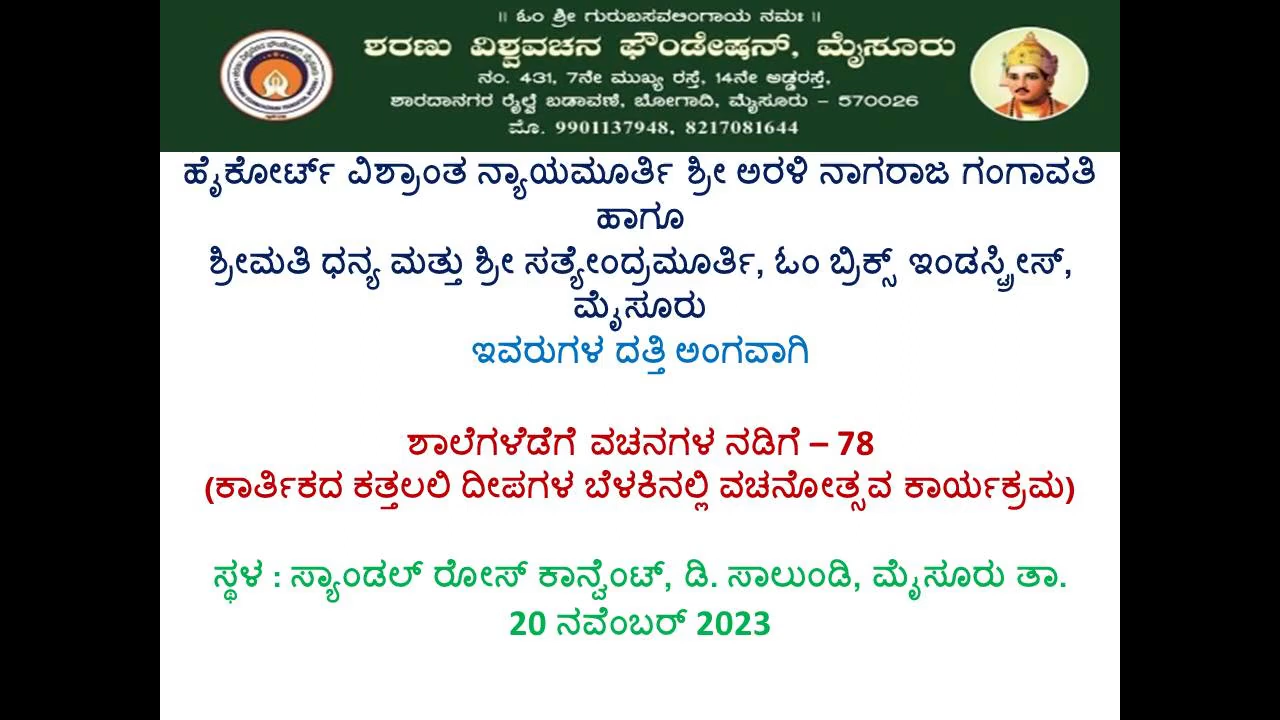 ॥ ಓಂ ಶ್ರೀ ಗುರುಬಸವಲಿಂಗಾಯ ನಮಃ ॥
ಶರಣು ವಿಶ್ವವಚನ ಫೌಂಡೇಷನ್, ಮೈಸೂರು
ನಂ. 431, 7ನೇ ಮುಖ್ಯ ರಸ್ತೆ, 14ನೇ ಅಡ್ಡರಸ್ತೆ,
ಶಾರದಾನಗರ ರೈಲ್ವೆ ಬಡಾವಣೆ, ಬೋಗಾದಿ, ಮೈಸೂರು – 570026
ಮೊ. 9901137948, 8217081644
ಹೈಕೋರ್ಟ್ ವಿಶ್ರಾಂತ ನ್ಯಾಯಮೂರ್ತಿ ಶ್ರೀ ಅರಳಿ ನಾಗರಾಜ ಗಂಗಾವತಿ
ಹಾಗೂ
ಶ್ರೀಮತಿ ಧನ್ಯ ಮತ್ತು ಶ್ರೀ ಸತ್ಯೇಂದ್ರಮೂರ್ತಿ, ಓಂ ಬ್ರಿಕ್ಸ್ ಇಂಡಸ್ಟ್ರೀಸ್,
ಮೈಸೂರು
ಇವರುಗಳ ದತ್ತಿ ಅಂಗವಾಗಿ
ಶಾಲೆಗಳೆಡೆಗೆ ವಚನಗಳ ನಡಿಗೆ – 78
(ಕಾರ್ತಿಕದ ಕತ್ತಲಲಿ ದೀಪಗಳ ಬೆಳಕಿನಲ್ಲಿ ವಚನೋತ್ಸವ ಕಾರ್ಯಕ್ರಮ)
ಸ್ಥಳ : ಸ್ಯಾಂಡಲ್ ರೋಸ್ ಕಾನ್ವೆಂಟ್, ಡಿ. ಸಾಲುಂಡಿ, ಮೈಸೂರು ತಾ.
20 ನವೆಂಬರ್ 2023